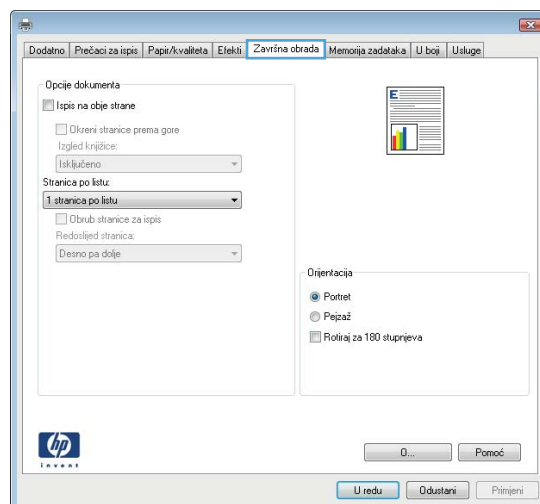 Dodatno Prečaci za ispis Papir/kvaliteta Efekti Završna obrada Memorija zadataka U boji Usluge
Opcije dokumenta
Ispis na obje strane
Okreni stranice prema gore
Izgled knjižice:
Isključeno
Stranica po listu:
1 stranica po listu
Obrub stranice za ispis
Redoslijed stranica:
Desno pa dolje
E
Orijentacija
Portret
Pejzaž
Rotiraj za 180 stupnjeva
hp
invent
O... Pomoć
U redu Odustani Primjeni